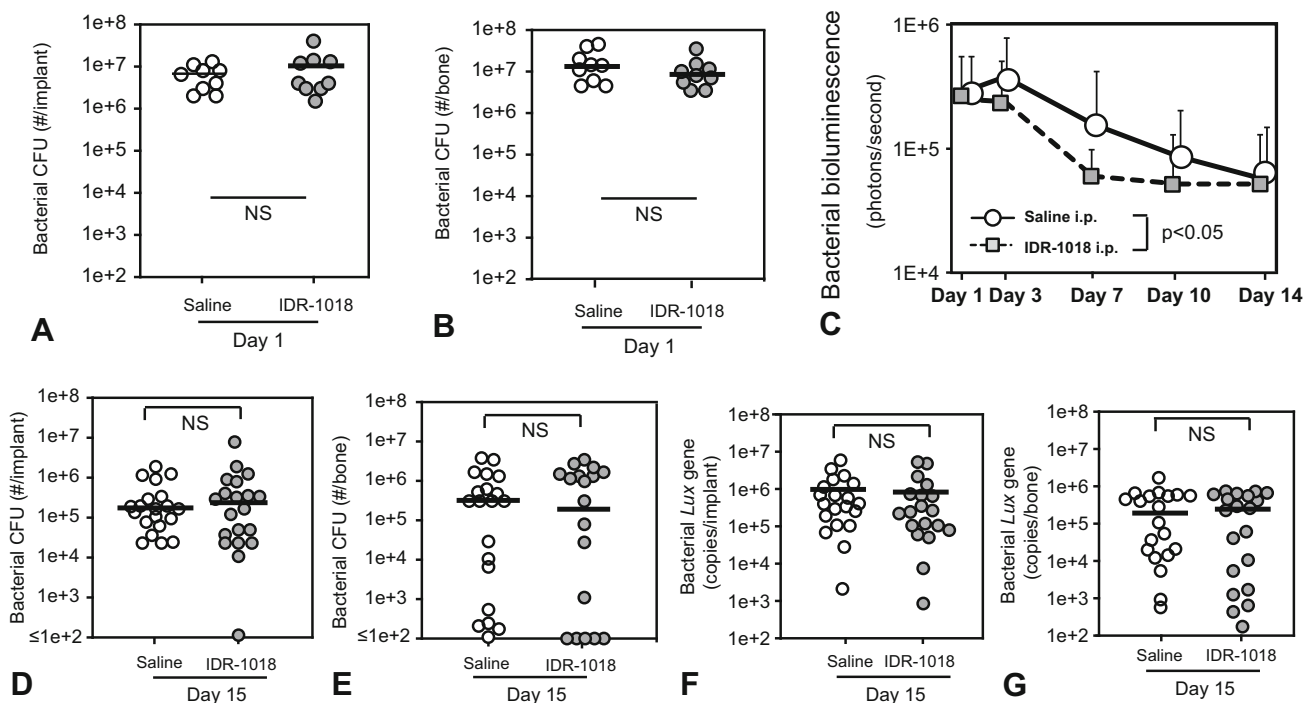 Bacterial CFU (#/implant)
1e+8
1e+7
1e+6
1e+5
1e+4
1e+3
1e+2
NS
Saline IDR-1018
Day 1
A
Bacterial CFU (#/bone)
1e+8
1e+7
1e+6
1e+5
1e+4
1e+3
1e+2
NS
Saline IDR-1018
Day 1
B
Bacterial bioluminescence
(photons/second)
1E+6
1E+5
1E+4
Saline i.p.
IDR-1018 i.p.
p<0.05
Day 1 Day 3 Day 7 Day 10 Day 14
C
Bacterial CFU (#/implant)
1e+8
1e+7
1e+6
1e+5
1e+4
1e+3
≤1e+2
NS
Saline IDR-1018
Day 15
D
Bacterial CFU (#/bone)
1e+8
1e+7
1e+6
1e+5
1e+4
1e+3
≤1e+2
NS
Saline IDR-1018
Day 15
E
Bacterial Lux gene
(copies/implant)
1e+8
1e+7
1e+6
1e+5
1e+4
1e+3
1e+2
NS
Saline IDR-1018
Day 15
F
Bacterial Lux gene
(copies/bone)
1e+8
1e+7
1e+6
1e+5
1e+4
1e+3
1e+2
NS
Saline IDR-1018
Day 15
G